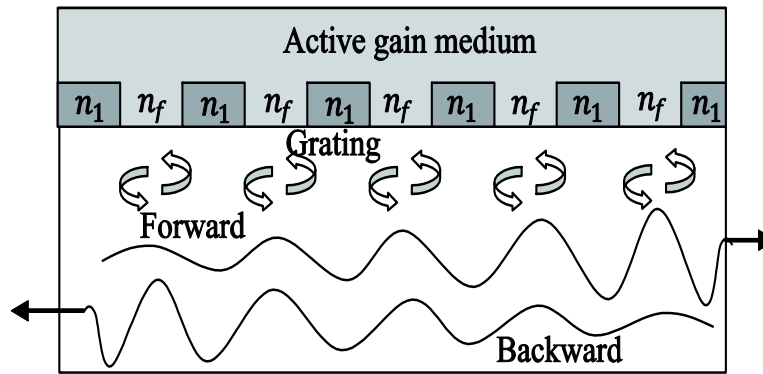 Active gain medium
n1 nf n1 nf n1 nf n1 nf n1 nf n1
Grating
Forward
Backward